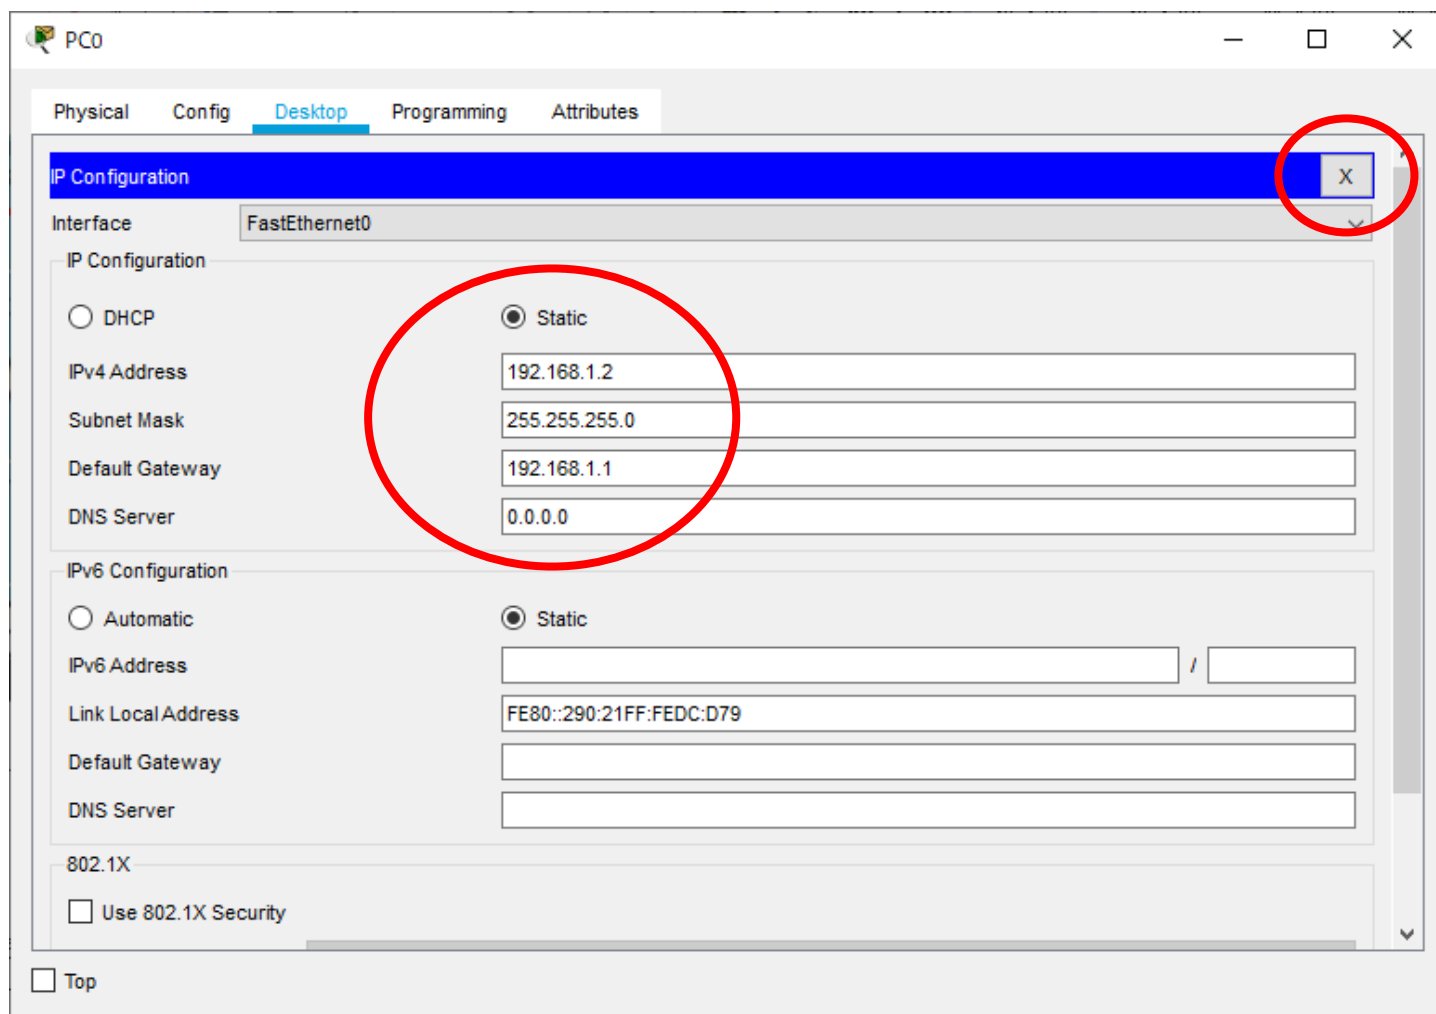 PC0
Physical Config Desktop Programming Attributes
IP Configuration X
Interface FastEthernet0
IP Configuration
DHCP Static
IPv4 Address 192.168.1.2
Subnet Mask 255.255.255.0
Default Gateway 192.168.1.1
DNS Server 0.0.0.0
IPv6 Configuration
Automatic Static
IPv6 Address /
Link Local Address FE80::290:21FF:FEDC:D79
Default Gateway
DNS Server
802.1X
Use 802.1X Security
Top